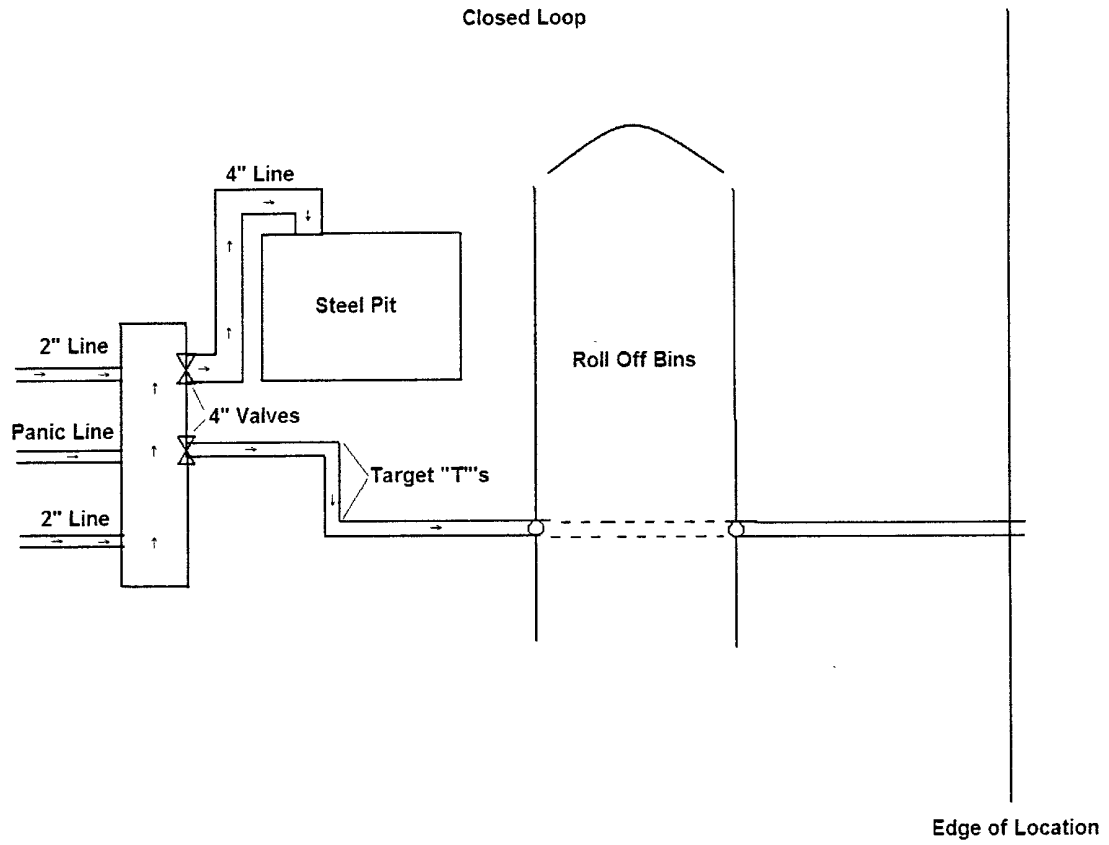 Closed Loop
4" Line
Steel Pit
2" Line
Roll Off Bins
4" Valves
Panic Line
Target "T"'s
2" Line
Edge of Location